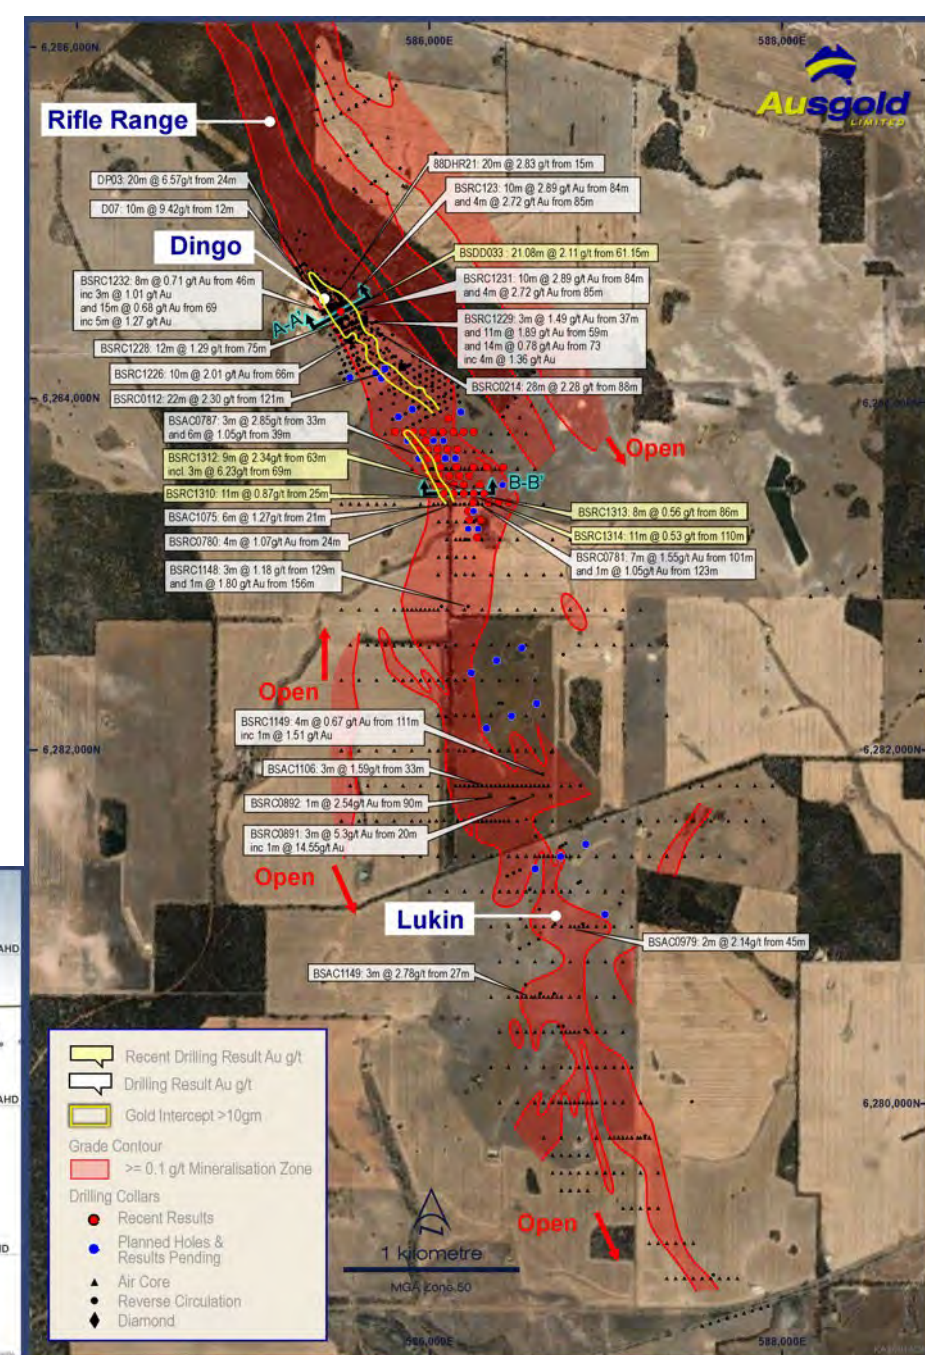 6,286,000N
586,000E
588,000E
Ausgold
LIMITED
Rifle Range
88DHR21: 20m @ 2.83 g/t from 15m
DP03: 20m @ 6.57g/t from 24m
BSRC123: 10m @ 2.89 g/t Au from 84m
and 4m @ 2.72 g/t Au from 85m
D07: 10m @ 9.42g/t from 12m
Dingo
BSDD033 : 21.08m @ 2.11 g/t from 61.15m
BSRC1232: 8m @ 0.71 g/t Au from 46m
inc 3m @ 1.01 g/t Au
and 15m @ 0.68 g/t Au from 69
inc 5m @ 1.27 g/t Au
BSRC1231: 10m @ 2.89 g/t Au from 84m
and 4m @ 2.72 g/t Au from 85m
A-A'
BSRC1229: 3m @ 1.49 g/t Au from 37m
and 11m @ 1.89 g/t Au from 59m
and 14m @ 0.78 g/t Au from 73
inc 4m @ 1.36 g/t Au
BSRC1228: 12m @ 1.29 g/t from 75m
BSRC1226: 10m @ 2.01 g/t Au from 66m
BSRC0214: 28m @ 2.28 g/t from 88m
BSRC0112: 22m @ 2.30 g/t from 121m
6,264,000N
BSAC0787: 3m @ 2.85g/t from 33m
and 6m @ 1.05g/t from 39m
Open
BSRC1312: 9m @ 2.34g/t from 63m
incl. 3m @ 6.23g/t from 69m
B-B'
BSRC1310: 11m @ 0.87g/t from 25m
BSRC1313: 8m @ 0.56 g/t from 86m
BSAC1075: 6m @ 1.27g/t from 21m
BSRC1314: 11m @ 0.53 g/t from 110m
BSRC0780: 4m @ 1.07g/t Au from 24m
BSRC0781: 7m @ 1.55g/t Au from 101m
and 1m @ 1.05g/t Au from 123m
BSRC1148: 3m @ 1.18 g/t from 129m
and 1m @ 1.80 g/t Au from 156m
Open
BSRC1149: 4m @ 0.67 g/t Au from 111m
inc 1m @ 1.51 g/t Au
6,282,000N
6,282,000N
BSAC1106: 3m @ 1.59g/t from 33m
BSRC0892: 1m @ 2.54g/t Au from 90m
BSRC0891: 3m @ 5.3g/t Au from 20m
inc 1m @ 14.55g/t Au
Open
Lukin
BSAC0979: 2m @ 2.14g/t from 45m
AHD
BSAC1149: 3m @ 2.78g/t from 27m
Recent Drilling Result Au g/t
Drilling Result Au g/t
AHD
Gold Intercept >10gm
6,280,000N
Grade Contour
>= 0.1 g/t Mineralisation Zone
Drilling Collars
Recent Results
Planned Holes &
Results Pending
Air Core
Reverse Circulation
Diamond
Open
1 kilometre
MGA Zone 50
586,000E
588,000E